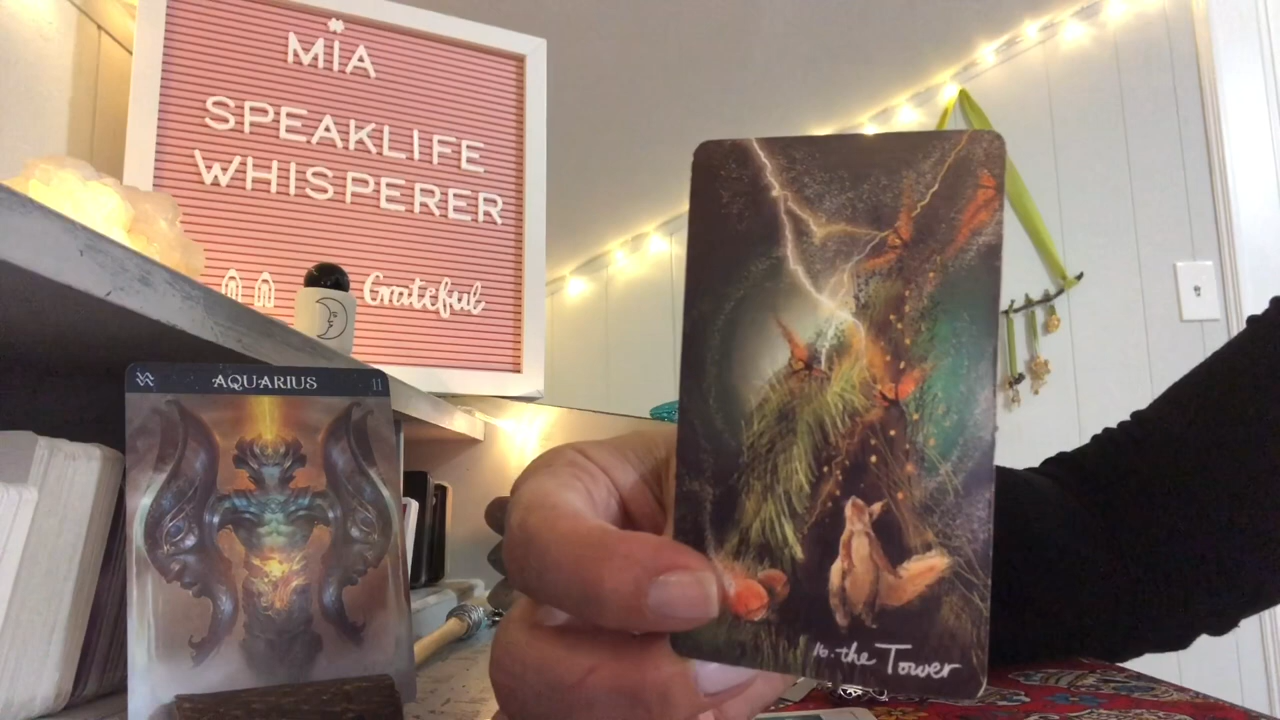 MIA
SPEAKLIFE
WHISPERER
Grateful
AQUARIUS 11
16. the Tower